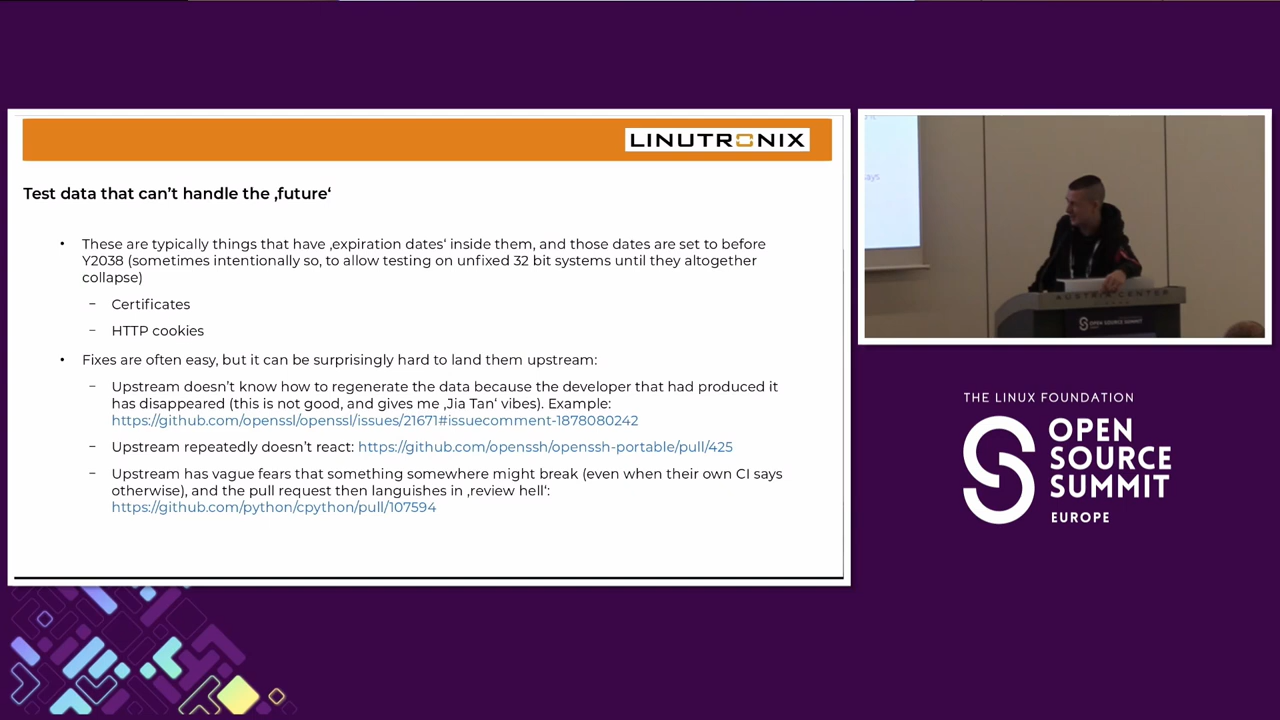 LINUTRONIX
Test data that can't handle the ‚future‘
• These are typically things that have ‚expiration dates‘ inside them, and those dates are set to before
Y2038 (sometimes intentionally so, to allow testing on unfixed 32 bit systems until they altogether
collapse)
– Certificates
– HTTP cookies
• Fixes are often easy, but it can be surprisingly hard to land them upstream:
– Upstream doesn't know how to regenerate the data because the developer that had produced it
has disappeared (this is not good, and gives me ‚Jia Tan‘ vibes). Example:
https://github.com/openssl/openssl/issues/21671#issuecomment-1878080242
– Upstream repeatedly doesn't react: https://github.com/openssh/openssh-portable/pull/425
– Upstream has vague fears that something somewhere might break (even when their own CI says
otherwise), and the pull request then languishes in ‚review hell‘:
https://github.com/python/cpython/pull/107594
ays
AUSTRIA CENTER
OPEN SOURCE SUMMIT
THE LINUX FOUNDATION
OPEN
SOURCE
SUMMIT
EUROPE